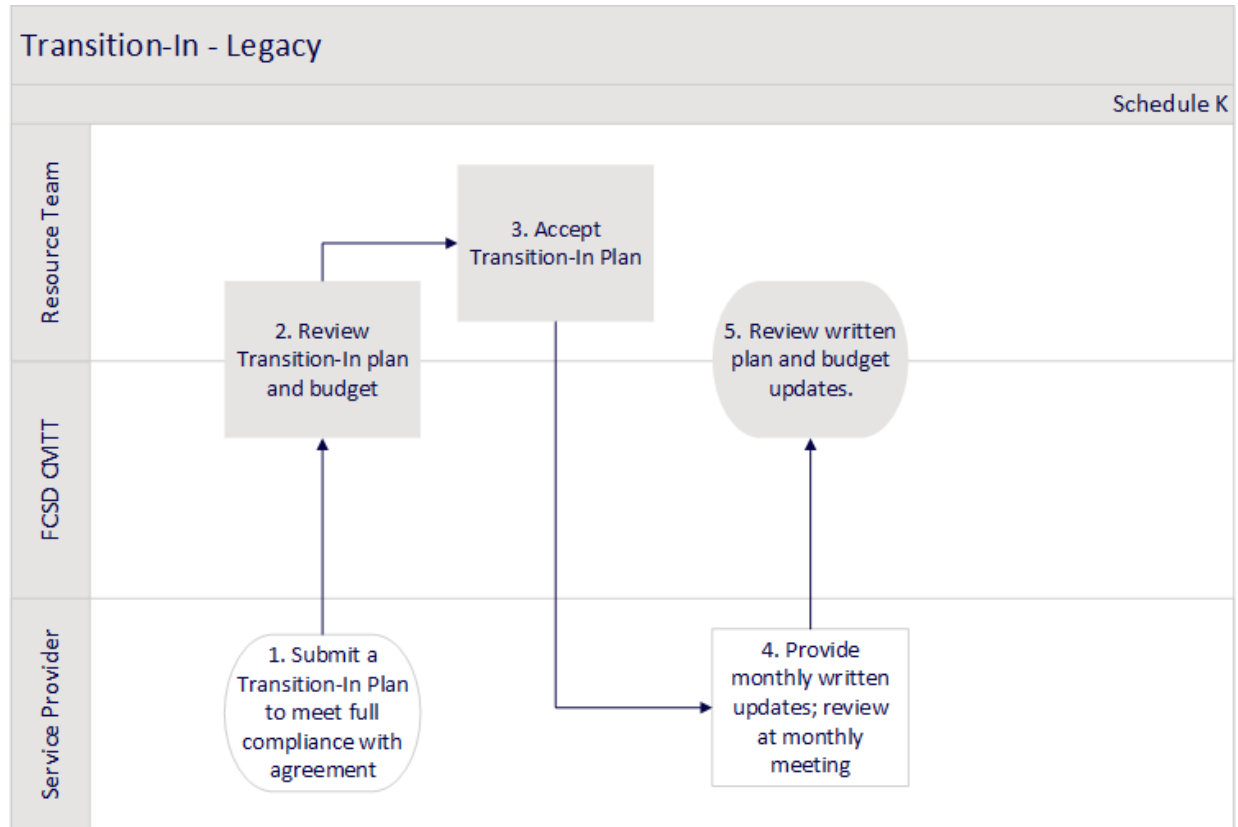 Transition-In - Legacy
Schedule K
Resource Team
3. Accept
Transition-In Plan
2. Review
Transition-In plan
and budget
5. Review written
plan and budget
updates.
FCSD CIVITT
Service Provider
1. Submit a
Transition-In Plan
to meet full
compliance with
agreement
4. Provide
monthly written
updates; review
at monthly
meeting